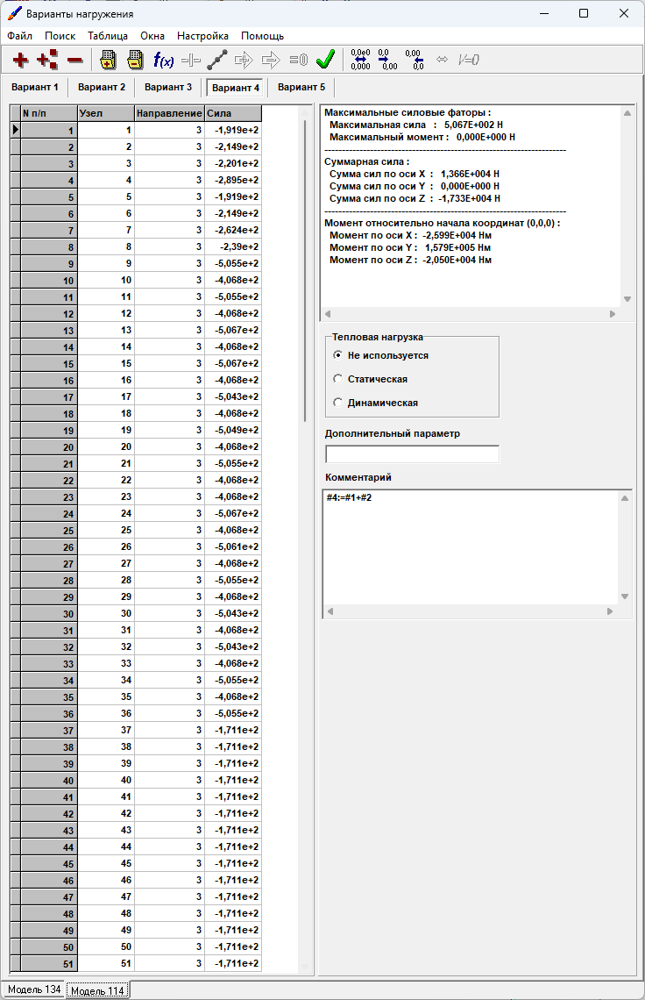 Варианты нагружения
Файл Поиск Таблица Окна Настройка Помощь
f(x) =0 0,0e0 0,000 0,0 0,00 0,00 0,0 V=0
Вариант 1 Вариант 2 Вариант 3 Вариант 4 Вариант 5
N п/п Узел Направление Сила
1 1 3 -1,919e+2
2 2 3 -2,149e+2
3 3 3 -2,201e+2
4 4 3 -2,895e+2
5 5 3 -1,919e+2
6 6 3 -2,149e+2
7 7 3 -2,624e+2
8 8 3 -2,39e+2
9 9 3 -5,055e+2
10 10 3 -4,068e+2
11 11 3 -5,055e+2
12 12 3 -4,068e+2
13 13 3 -5,067e+2
14 14 3 -4,068e+2
15 15 3 -5,067e+2
16 16 3 -4,068e+2
17 17 3 -5,043e+2
18 18 3 -4,068e+2
19 19 3 -5,049e+2
20 20 3 -4,068e+2
21 21 3 -5,055e+2
22 22 3 -4,068e+2
23 23 3 -4,068e+2
24 24 3 -5,067e+2
25 25 3 -4,068e+2
26 26 3 -5,061e+2
27 27 3 -4,068e+2
28 28 3 -5,055e+2
29 29 3 -4,068e+2
30 30 3 -5,043e+2
31 31 3 -4,068e+2
32 32 3 -5,043e+2
33 33 3 -4,068e+2
34 34 3 -5,055e+2
35 35 3 -4,068e+2
36 36 3 -5,055e+2
37 37 3 -1,711e+2
38 38 3 -1,711e+2
39 39 3 -1,711e+2
40 40 3 -1,711e+2
41 41 3 -1,711e+2
42 42 3 -1,711e+2
43 43 3 -1,711e+2
44 44 3 -1,711e+2
45 45 3 -1,711e+2
46 46 3 -1,711e+2
47 47 3 -1,711e+2
48 48 3 -1,711e+2
49 49 3 -1,711e+2
50 50 3 -1,711e+2
51 51 3 -1,711e+2
Максимальные силовые фаторы :
Максимальная сила : 5,067E+002 Н
Максимальный момент : 0,000E+000 Н
Суммарная сила :
Сумма сил по оси X : 1,366E+004 Н
Сумма сил по оси Y : 0,000E+000 Н
Сумма сил по оси Z : -1,733E+004 Н
Момент относительно начала координат (0,0,0) :
Момент по оси X : -2,599E+004 Нм
Момент по оси Y : 1,579E+005 Нм
Момент по оси Z : -2,050E+004 Нм
Тепловая нагрузка
Не используется
Статическая
Динамическая
Дополнительный параметр
Комментарий
#4:=#1+#2
Модель 134 Модель 114